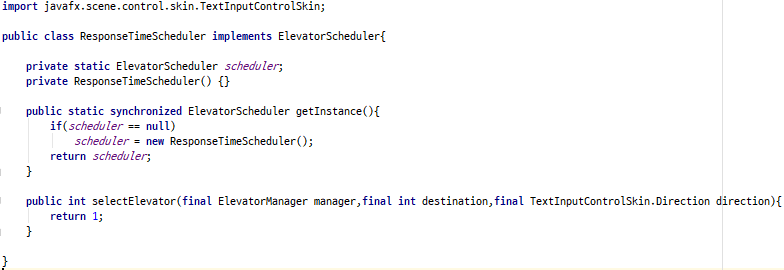 import javafx.scene.control.skin.TextInputControlSkin;
public class ResponseTimeScheduler implements ElevatorScheduler{
private static ElevatorScheduler scheduler;
private ResponseTimeScheduler() {}
public static synchronized ElevatorScheduler getInstance(){
if(scheduler == null)
scheduler = new ResponseTimeScheduler();
return scheduler;
}
public int selectElevator(final ElevatorManager manager,final int destination,final TextInputControlSkin.Direction direction){
return 1;
}
}